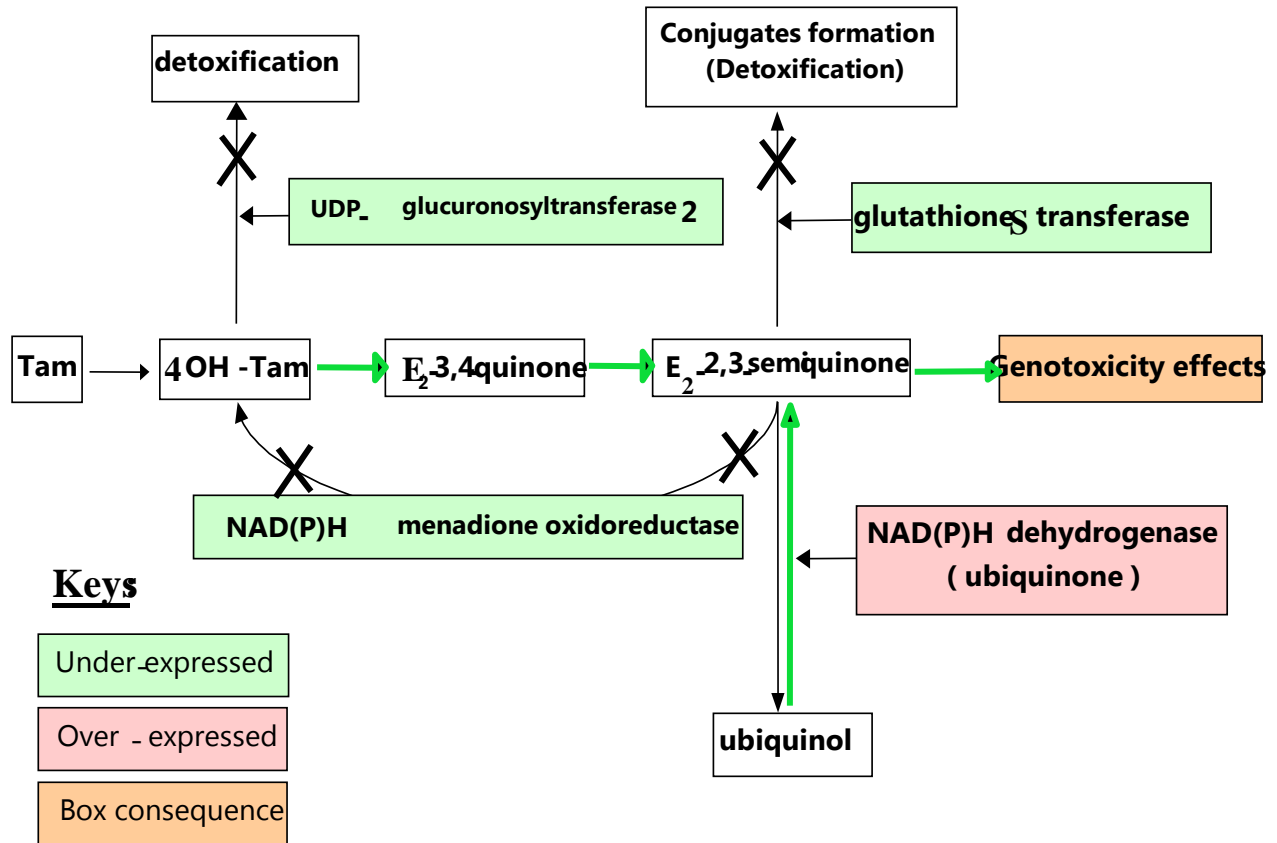 detoxification
Conjugates formation
(Detoxification)
UDP- glucuronosyltransferase 2
glutathione S transferase
Tam
4OH -Tam
E2-3,4-quinone
E2-2,3-semiquinone
Genotoxicity effects
NAD(P)H menadione oxidoreductase
NAD(P)H dehydrogenase
( ubiquinone )
Keys
Under-expressed
Over - expressed
Box consequence
ubiquinol